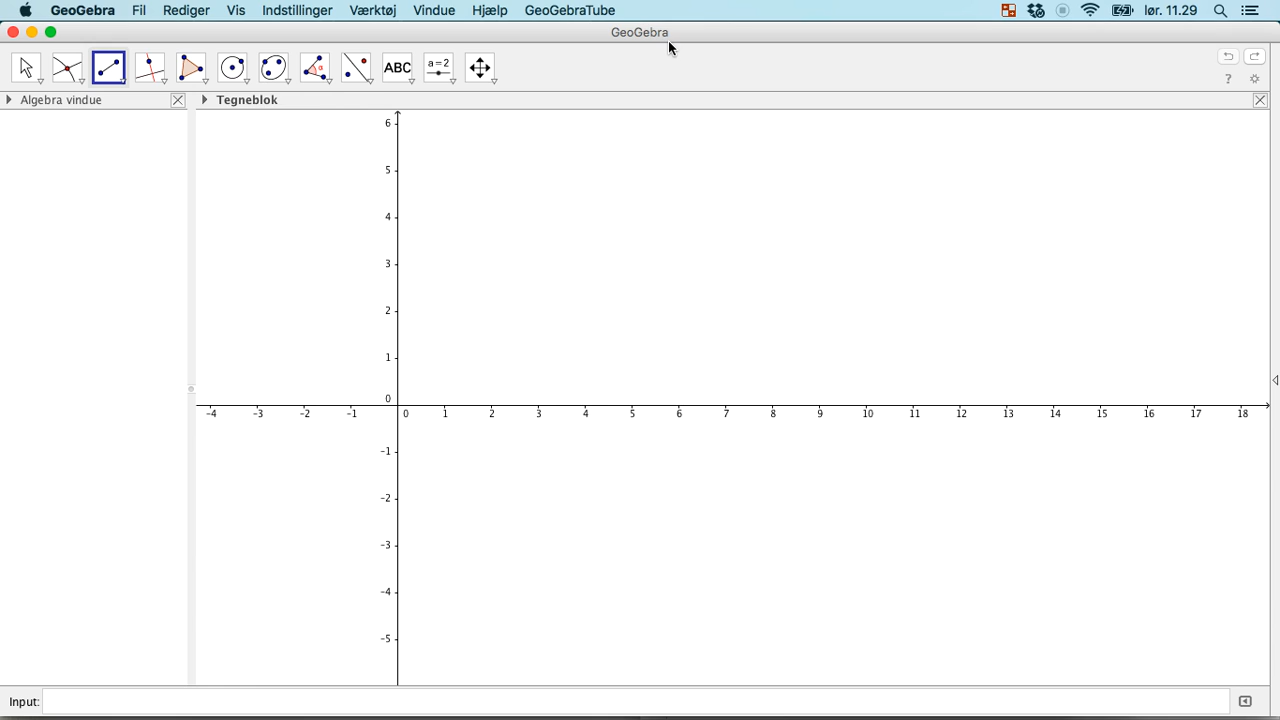 GeoGebra Fil Rediger Vis Indstillinger Værktøj Vindue Hjælp GeoGebraTube lør. 11.29
GeoGebra
ABC a=2
α
?
Algebra vindue Tegneblok
6
5
4
3
2
1
0
-4 -3 -2 -1 0 1 2 3 4 5 6 7 8 9 10 11 12 13 14 15 16 17 18
-1
-2
-3
-4
-5
Input: